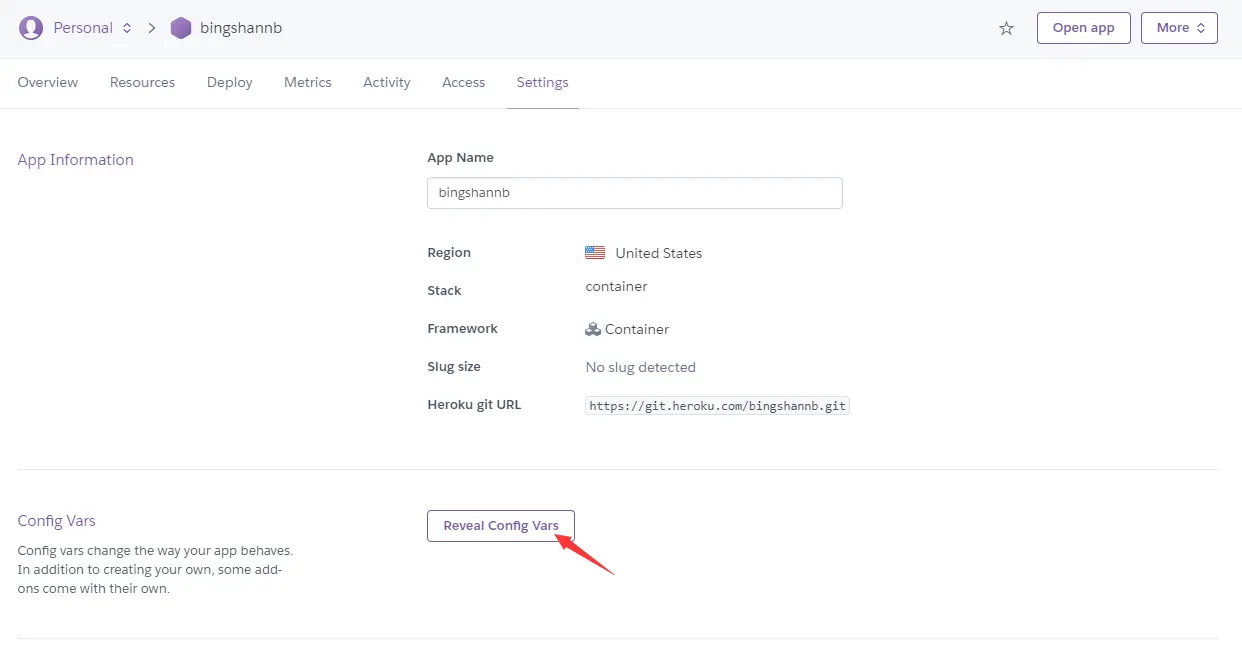 Personal bingshannb Open app More
Overview Resources Deploy Metrics Activity Access Settings
App Information
App Name
bingshannb
Region United States
Stack container
Framework Container
Slug size No slug detected
Heroku git URL https://git.heroku.com/bingshannb.git
Config Vars
Config vars change the way your app behaves.
In addition to creating your own, some add-
ons come with their own.
Reveal Config Vars